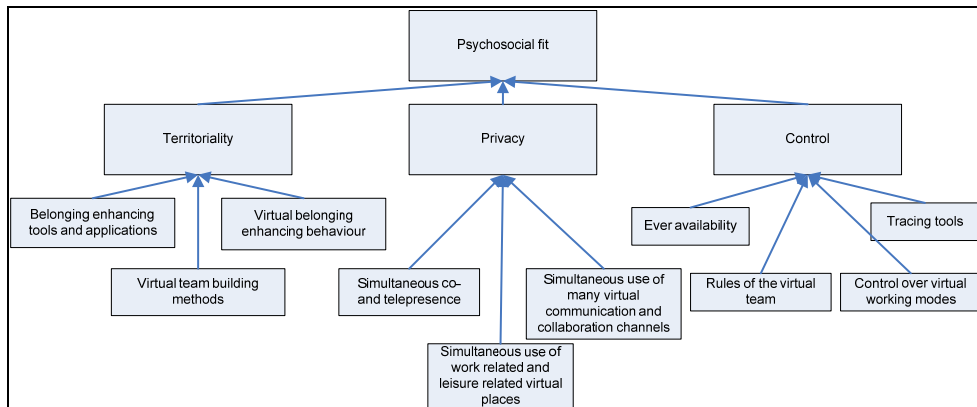 Psychosocial fit
Territoriality
Privacy
Control
Belonging enhancing
tools and applications
Virtual belonging
enhancing behaviour
Virtual team building
methods
Simultaneous co-
and telepresence
Simultaneous use of
work related and
leisure related virtual
places
Simultaneous use of
many virtual
communication and
collaboration channels
Ever availability
Rules of the virtual
team
Control over virtual
working modes
Tracing tools